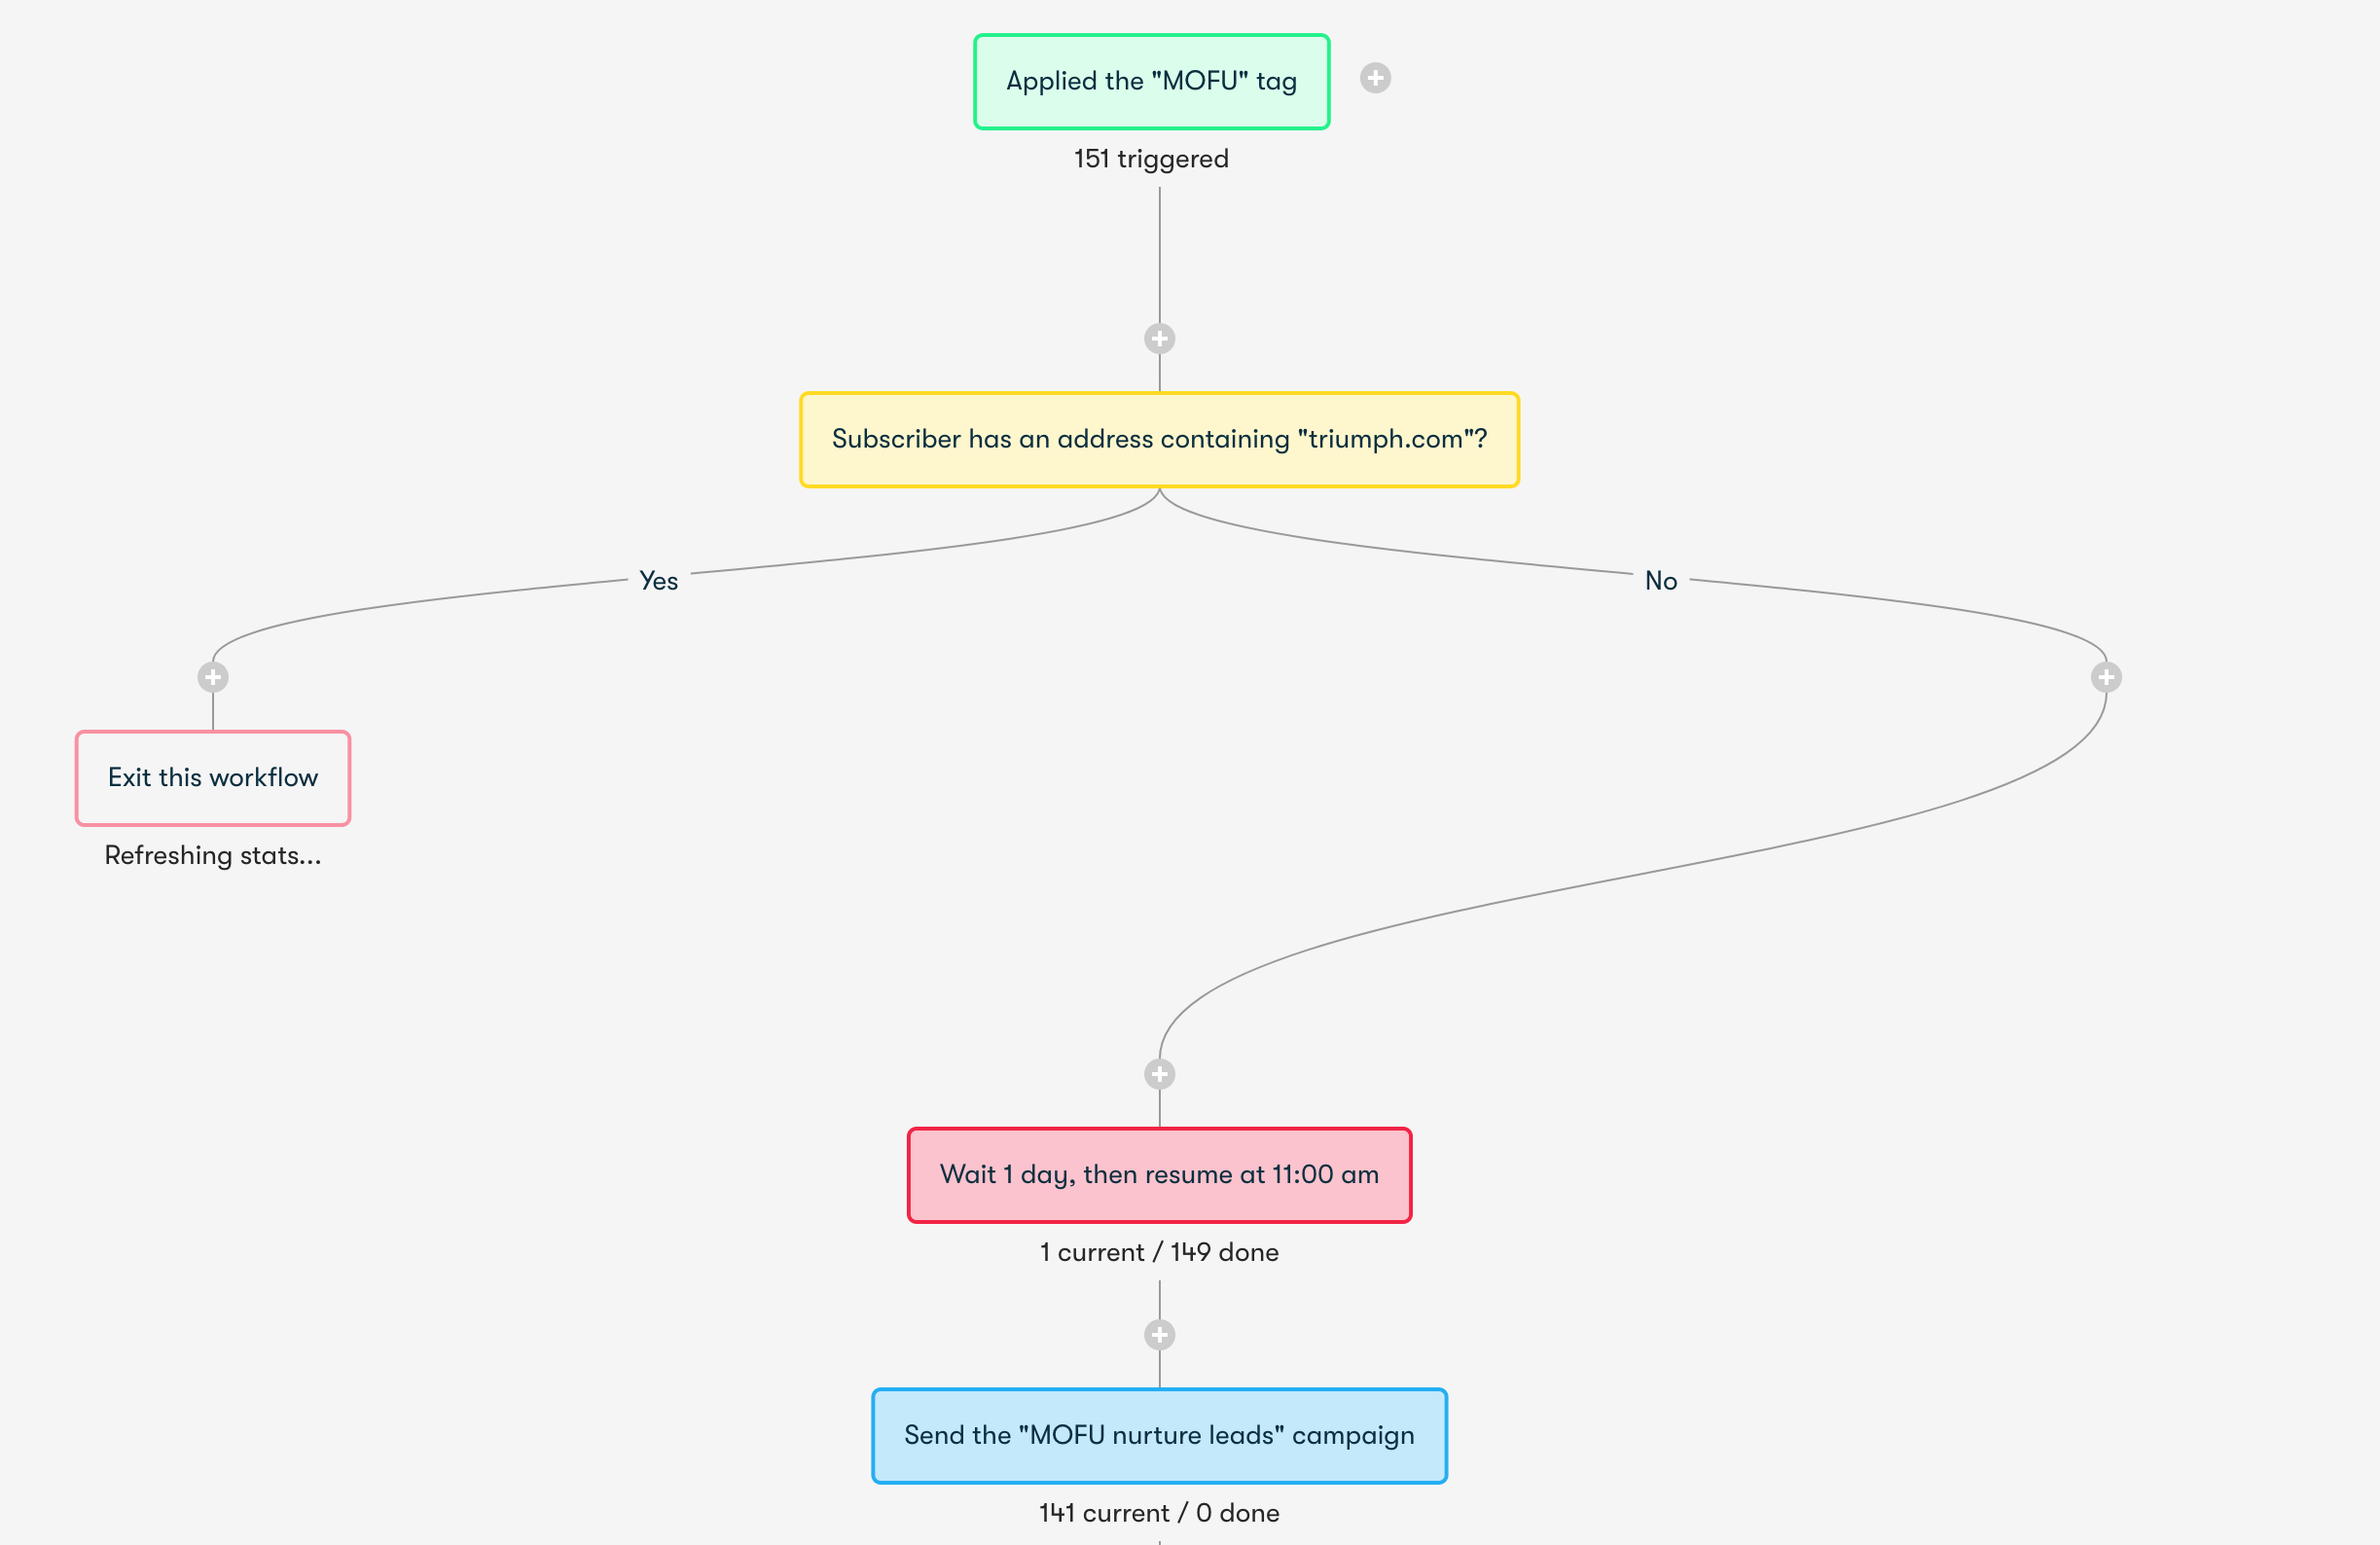 Applied the "MOFU" tag
151 triggered
Subscriber has an address containing "triumph.com"?
Yes
No
Exit this workflow
Refreshing stats...
Wait 1 day, then resume at 11:00 am
1 current / 149 done
Send the "MOFU nurture leads" campaign
141 current / 0 done